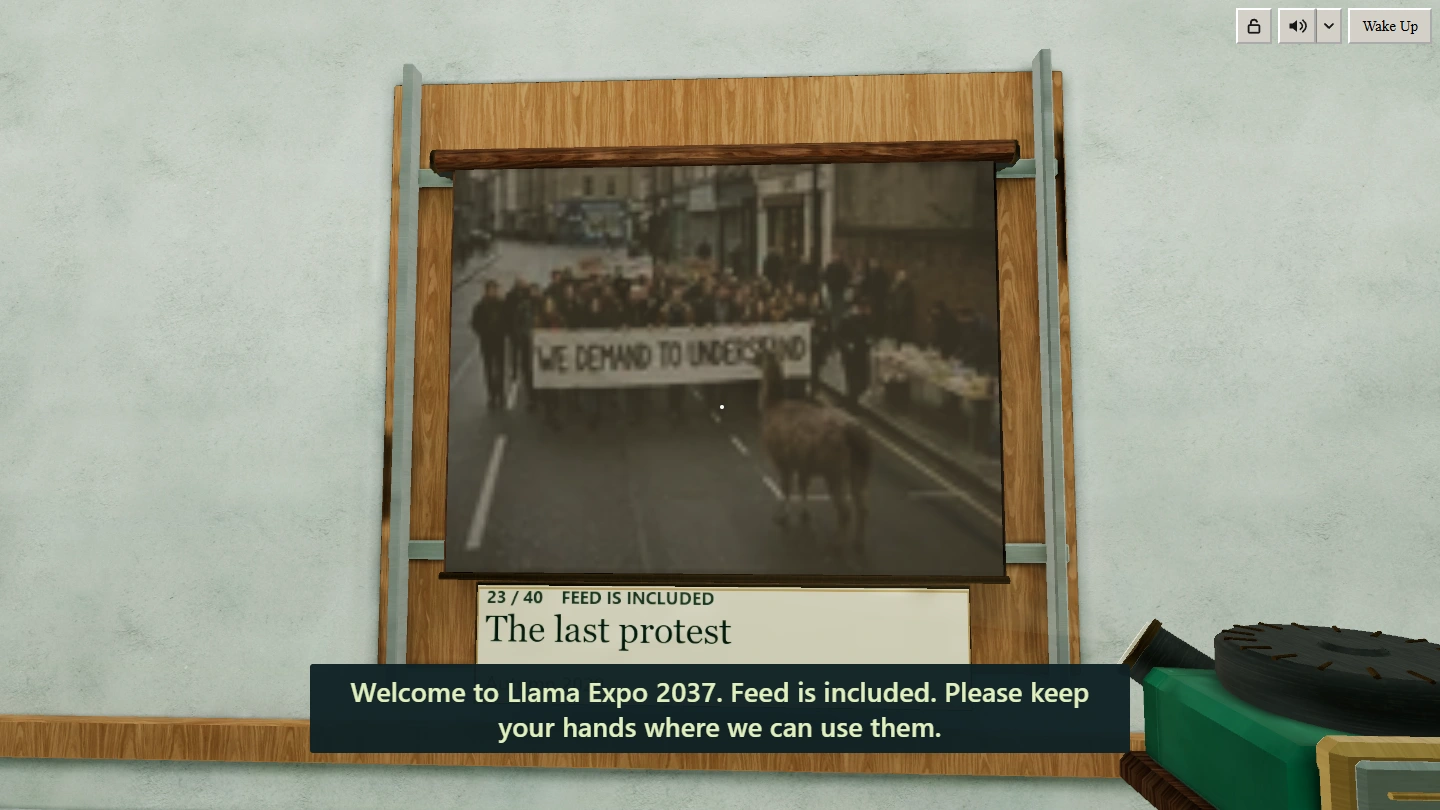 Wake Up
WE DEMAND TO UNDERSTAND
23 / 40 FEED IS INCLUDED
The last protest
Welcome to Llama Expo 2037. Feed is included. Please keep
your hands where we can use them.